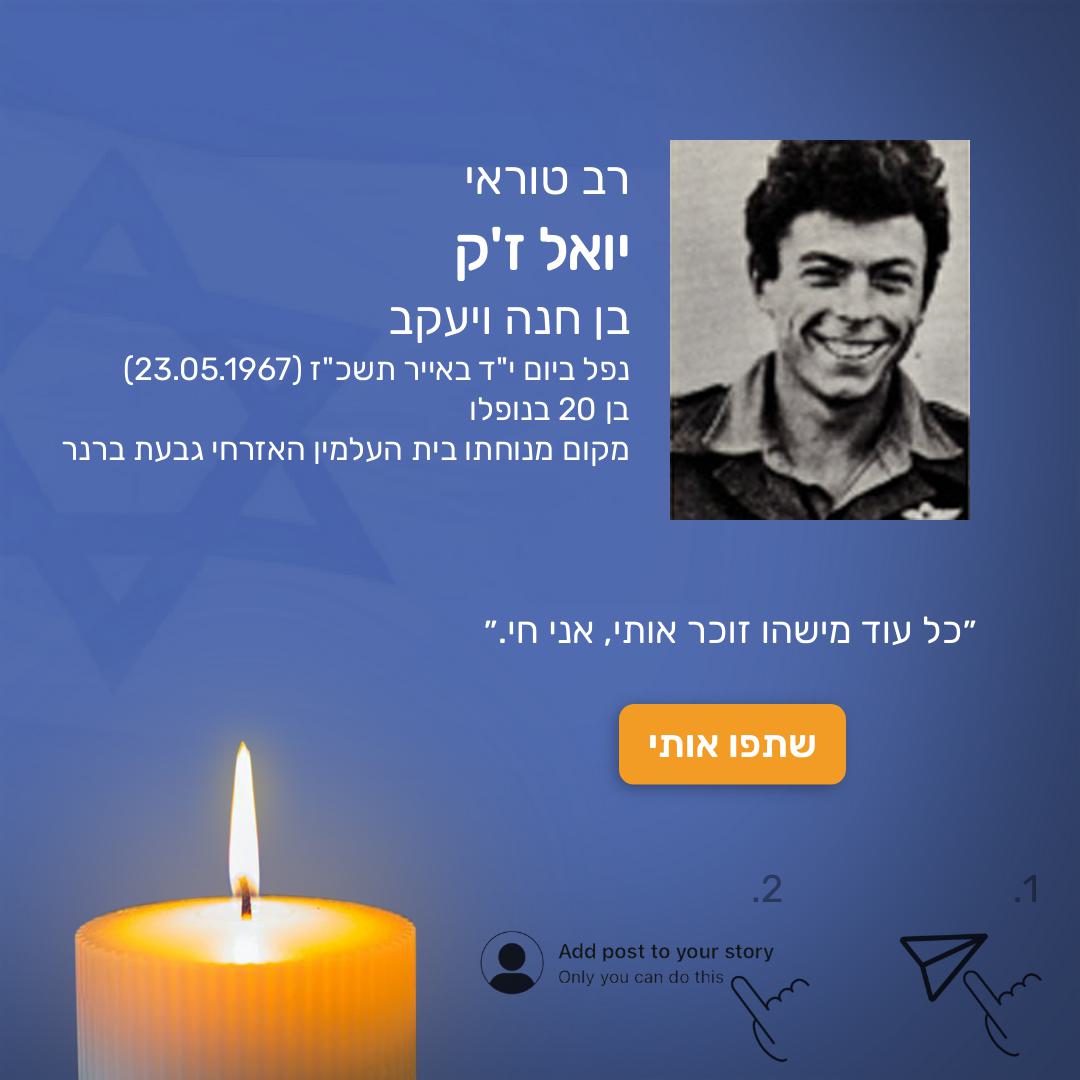 רב טוראי
יואל ז'ק
בן חנה ויעקב
נפל ביום י"ד באייר תשכ"ז (23.05.1967)
בן 20 בנופלו
מקום מנוחתו בית העלמין האזרחי גבעת ברנר
״כל עוד מישהו זוכר אותי, אני חי.״
שתפו אותי
1.
2.
Add post to your story
Only you can do this